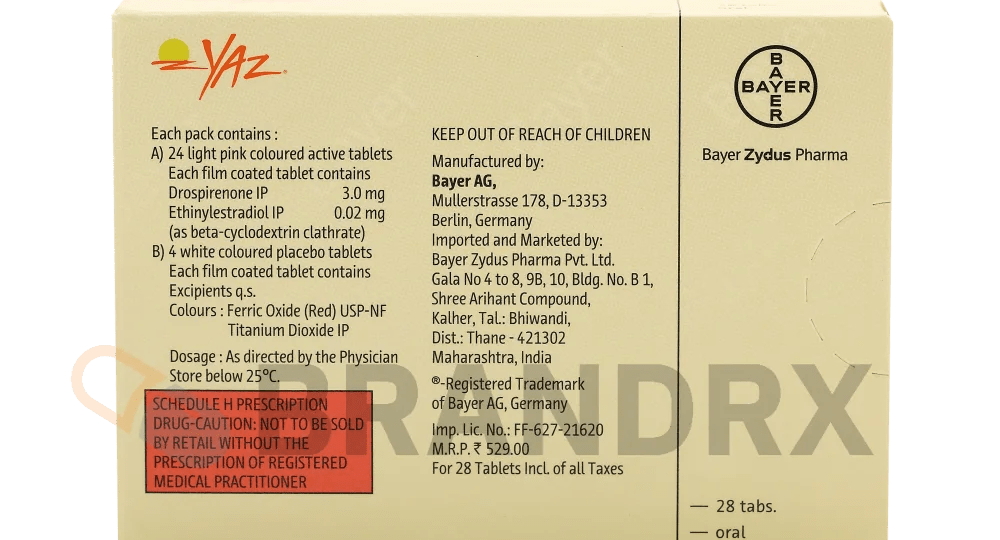 YAZ
Each pack contains :
A) 24 light pink coloured active tablets
Each film coated tablet contains
Drospirenone IP 3.0 mg
Ethinylestradiol IP 0.02 mg
(as beta-cyclodextrin clathrate)
B) 4 white coloured placebo tablets
Each film coated tablet contains
Excipients q.s.
Colours : Ferric Oxide (Red) USP-NF
Titanium Dioxide IP
Dosage : As directed by the Physician
Store below 25°C.
SCHEDULE H PRESCRIPTION
DRUG-CAUTION: NOT TO BE SOLD
BY RETAIL WITHOUT THE
PRESCRIPTION OF REGISTERED
MEDICAL PRACTITIONER
KEEP OUT OF REACH OF CHILDREN
Manufactured by:
Bayer AG,
Mullerstrasse 178, D-13353
Berlin, Germany
Imported and Marketed by:
Bayer Zydus Pharma Pvt. Ltd.
Gala No 4 to 8, 9B, 10, Bldg. No. B 1,
Shree Arihant Compound,
Kalher, Tal.: Bhiwandi,
Dist.: Thane - 421302
Maharashtra, India
®-Registered Trademark
of Bayer AG, Germany
Imp. Lic. No.: FF-627-21620
M.R.P. ₹ 529.00
For 28 Tablets Incl. of all Taxes
BAYER
BAYER
Bayer Zydus Pharma
— 28 tabs.
— oral
BRANDRX